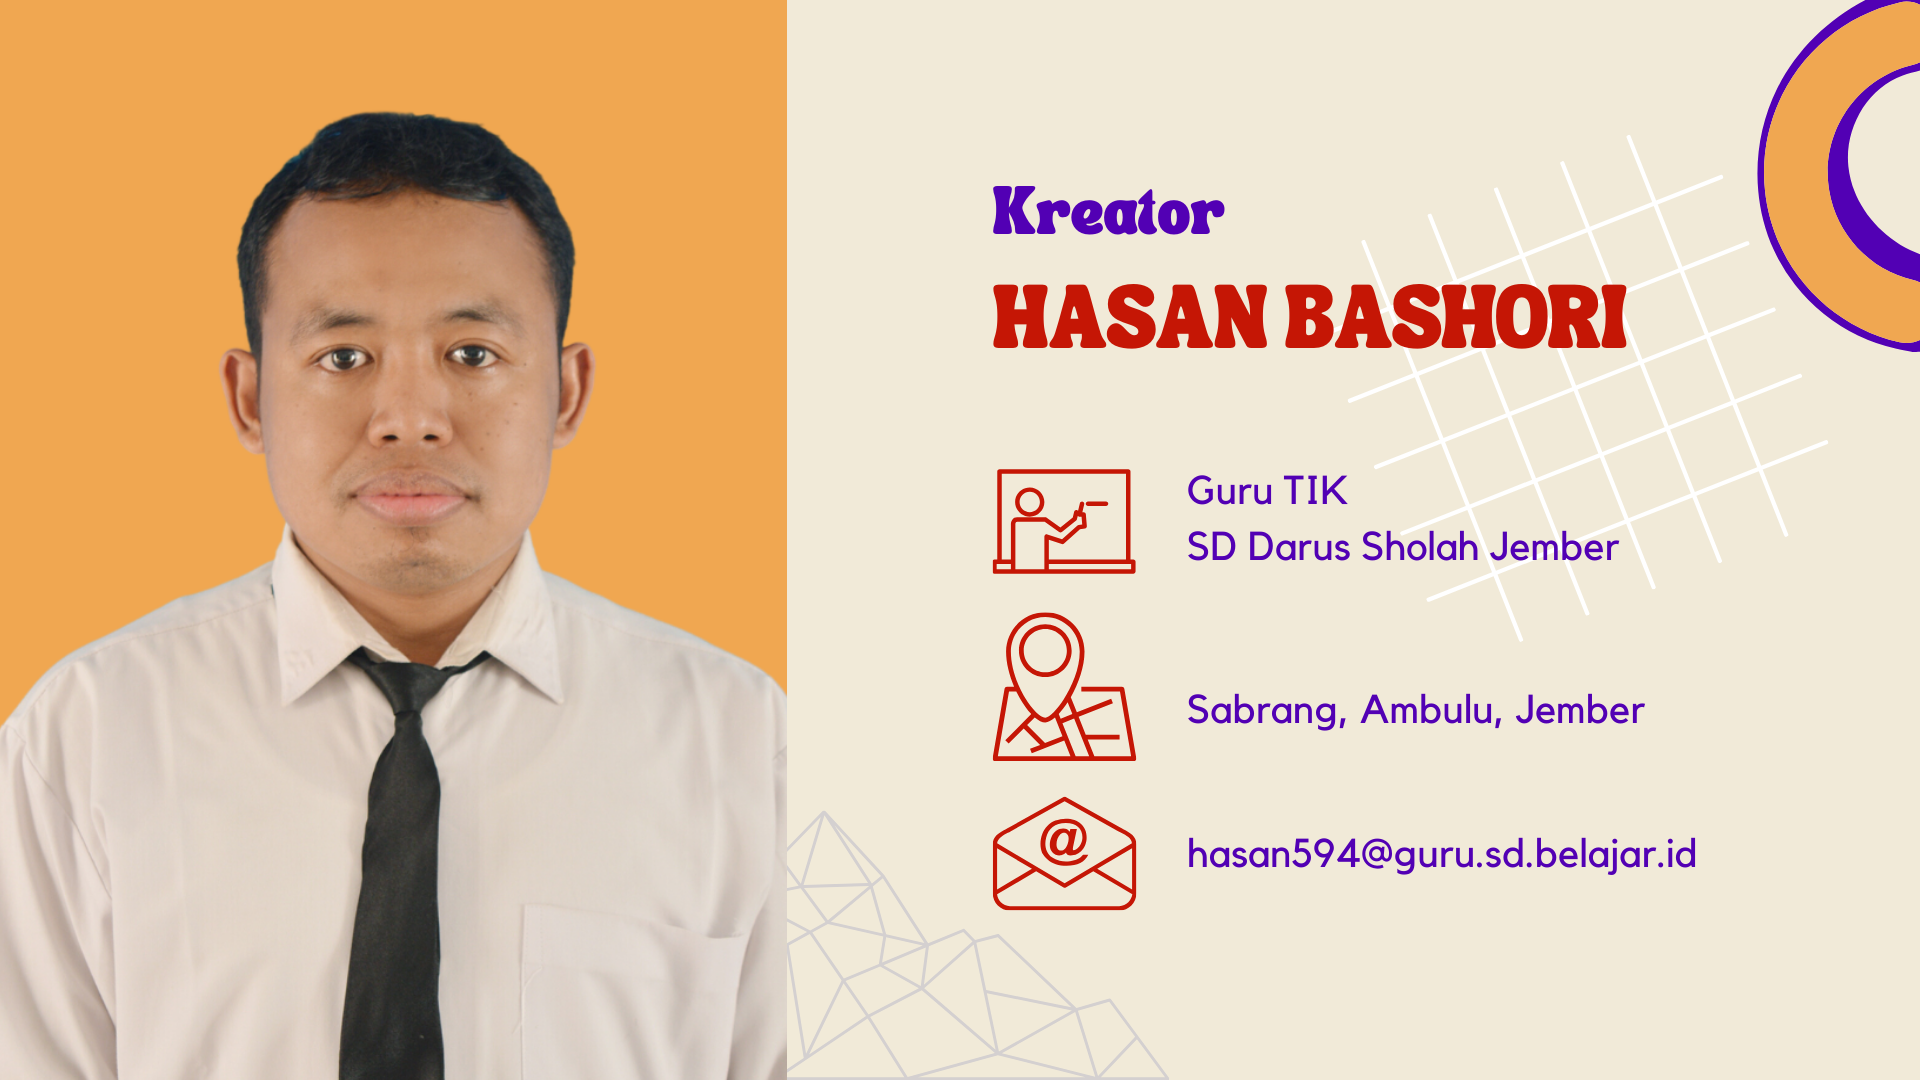 Kreator
HASAN BASHORI
Guru TIK
SD Darus Sholah Jember
Sabrang, Ambulu, Jember
@
hasan594@guru.sd.belajar.id